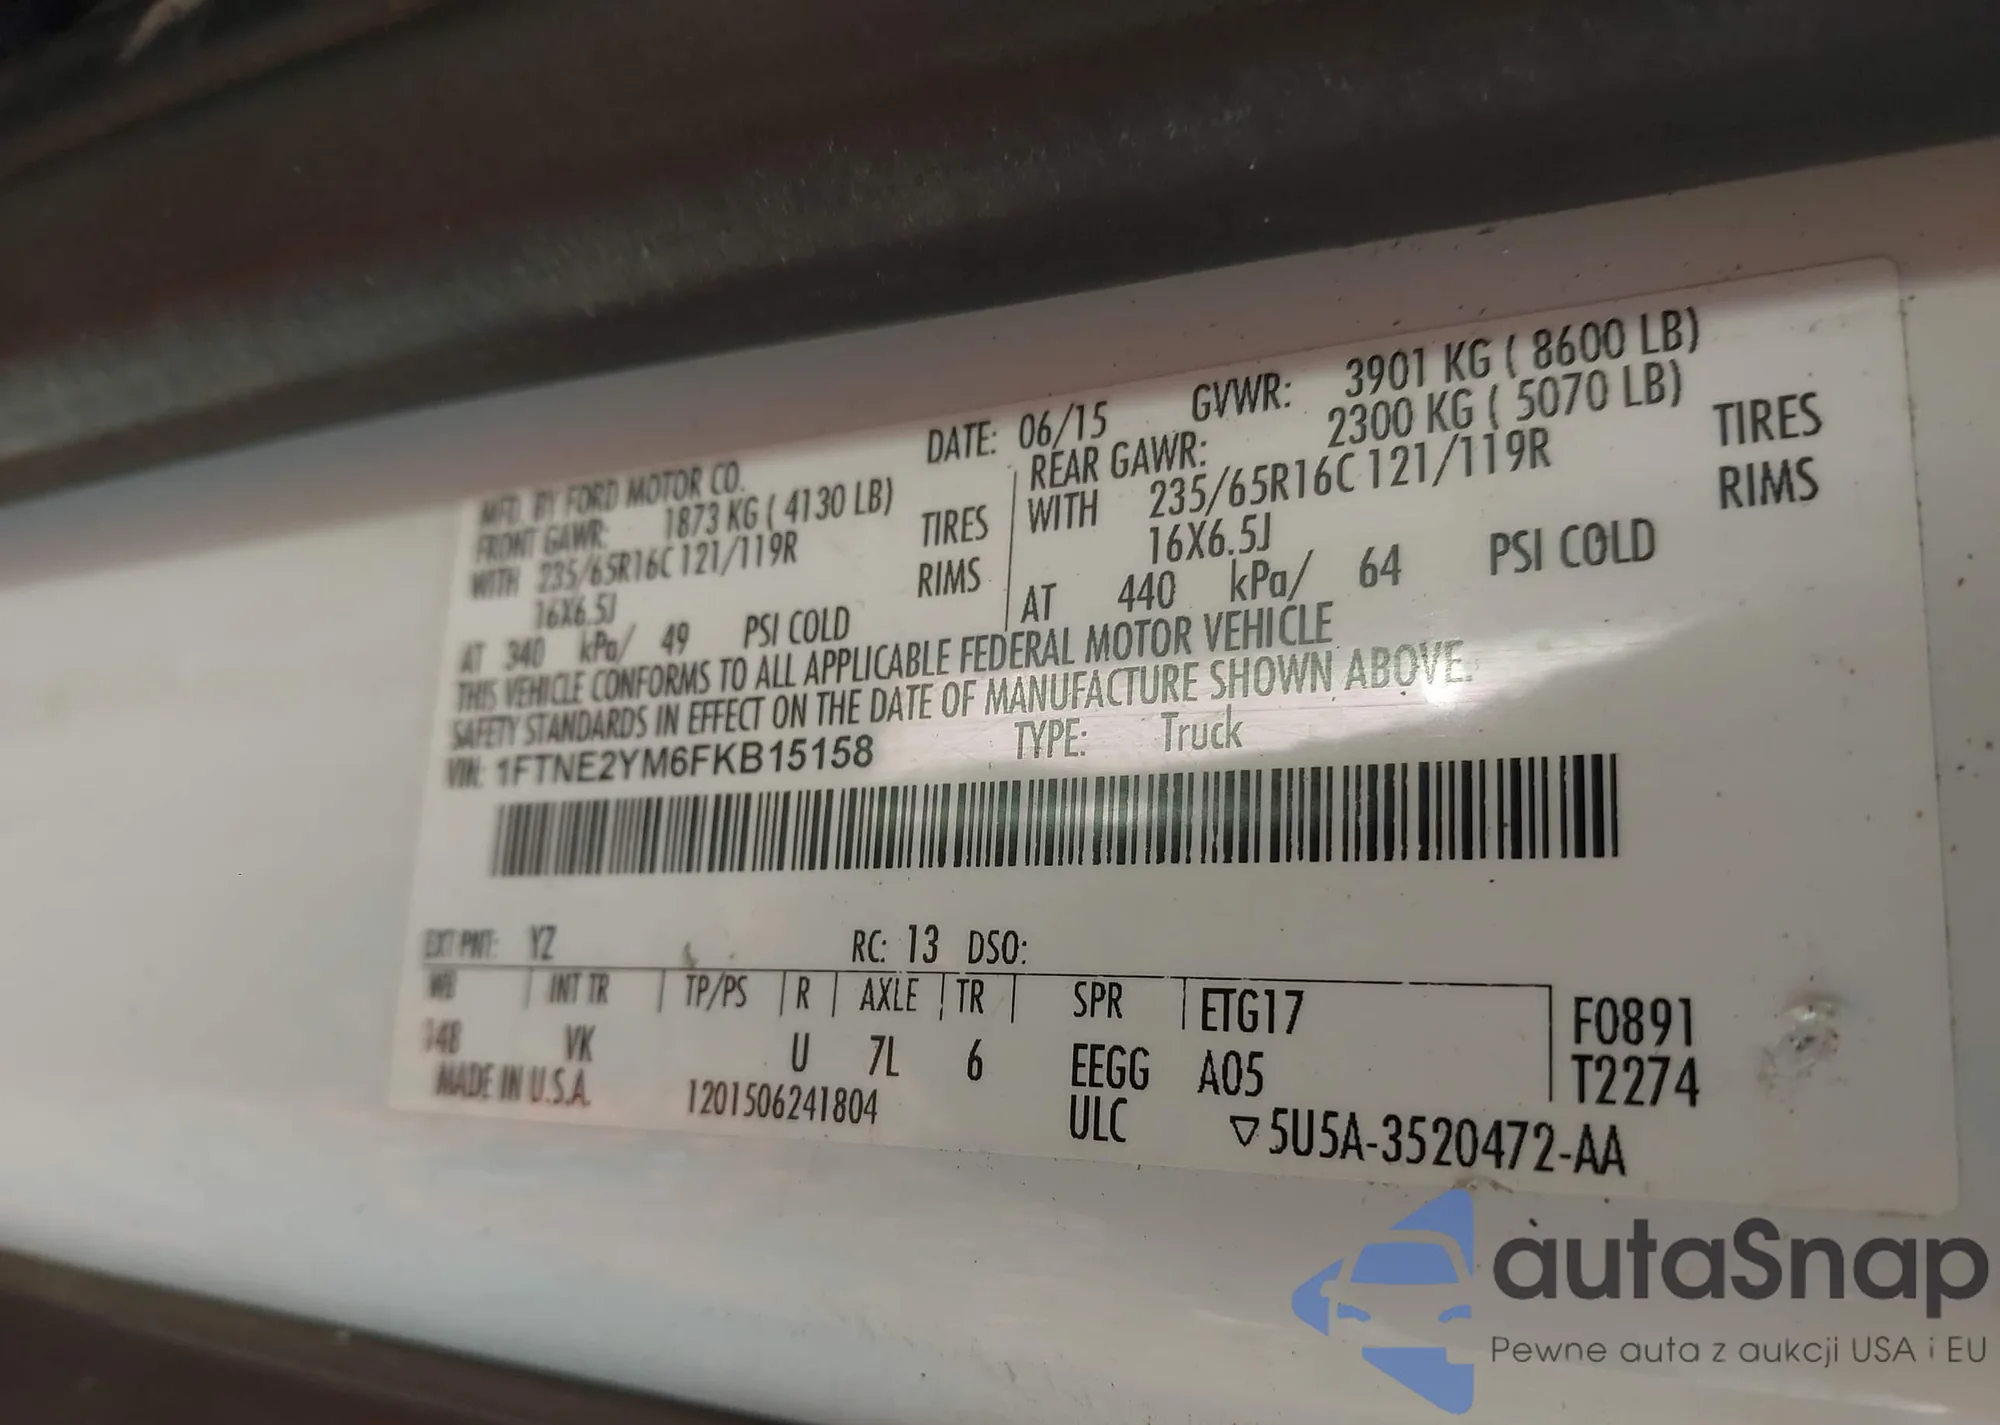 MFD. BY FORD MOTOR CO.
DATE: 06/15
GVWR: 3901 KG ( 8600 LB)
FRONT GAWR: 1873 KG ( 4130 LB)
WITH 235/65R16C 121/119R TIRES
16X6.5J RIMS
AT 340 kPa/ 49 PSI COLD
REAR GAWR: 2300 KG ( 5070 LB)
WITH 235/65R16C 121/119R TIRES
16X6.5J RIMS
AT 440 kPa/ 64 PSI COLD
THIS VEHICLE CONFORMS TO ALL APPLICABLE FEDERAL MOTOR VEHICLE
SAFETY STANDARDS IN EFFECT ON THE DATE OF MANUFACTURE SHOWN ABOVE.
VIN: 1FTNE2YM6FKB15158 TYPE: Truck
EXT PNT: YZ RC: 13 DSO:
WB INT TR TP/PS R AXLE TR SPR ETG17 F0891
148 VK U 7L 6 EEGG A05 T2274
MADE IN U.S.A. 1201506241804 ULC ▽5U5A-3520472-AA
autaSnap
Pewne auta z aukcji USA i EU